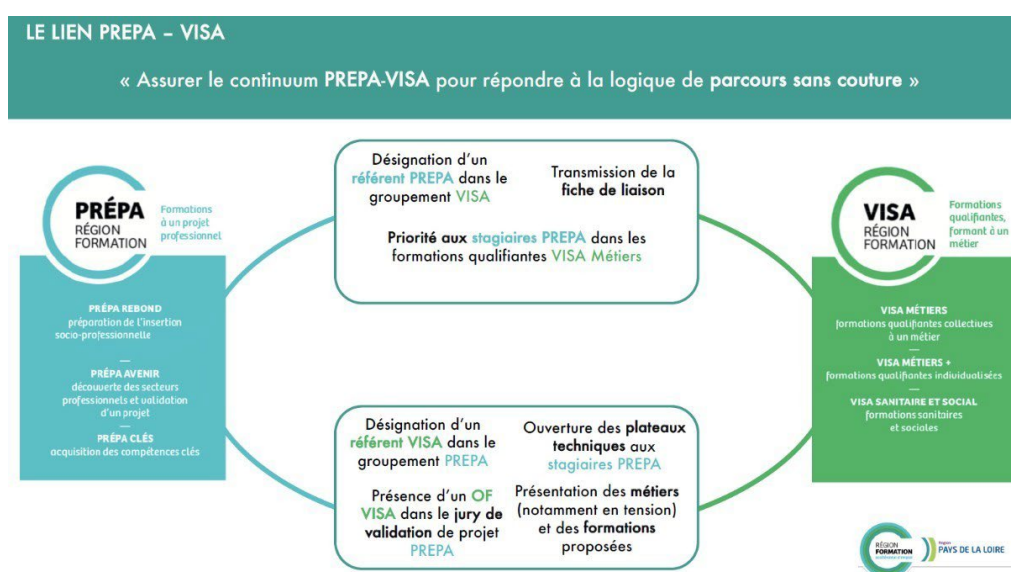 LE LIEN PREPA – VISA
« Assurer le continuum PREPA-VISA pour répondre à la logique de parcours sans couture »
PRÉPA
RÉGION
FORMATION
Formations
à un projet
professionnel
PRÉPA REBOND
préparation de l'insertion
socio-professionnelle
PRÉPA AVENIR
découverte des secteurs
professionnels et validation
d'un projet
PRÉPA CLÉS
acquisition des compétences clés
Désignation d'un
référent PREPA dans le
groupement VISA
Transmission de la
fiche de liaison
Priorité aux stagiaires PREPA dans les
formations qualifiantes VISA Métiers
Désignation d'un
référent VISA dans le
groupement PREPA
Ouverture des plateaux
techniques aux
stagiaires PREPA
Présence d'un OF
VISA dans le jury de
validation de projet
PREPA
Présentation des métiers
(notamment en tension)
et des formations
proposées
VISA
RÉGION
FORMATION
Formations
qualifiantes,
formant à un
métier
VISA MÉTIERS
formations qualifiantes collectives
à un métier
VISA MÉTIERS +
formations qualifiantes individualisées
VISA SANITAIRE ET SOCIAL
formations sanitaires
et sociales
RÉGION
FORMATION
Région
PAYS DE LA LOIRE